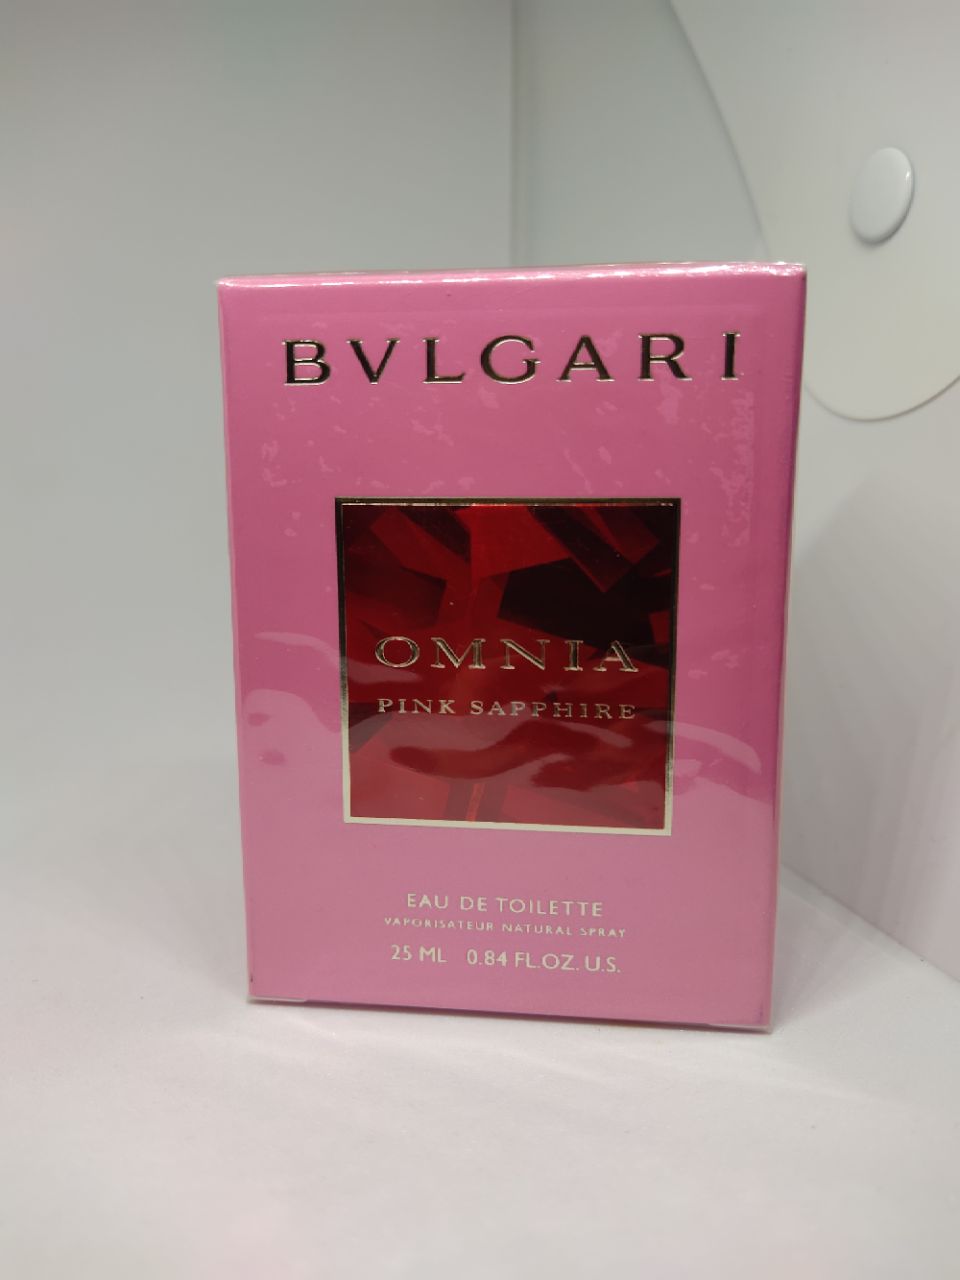 BVLGARI
OMNIA
PINK SAPPHIRE
EAU DE TOILETTE
VAPORISATEUR NATURAL SPRAY
25 ML 0.84 FL.OZ. U.S.